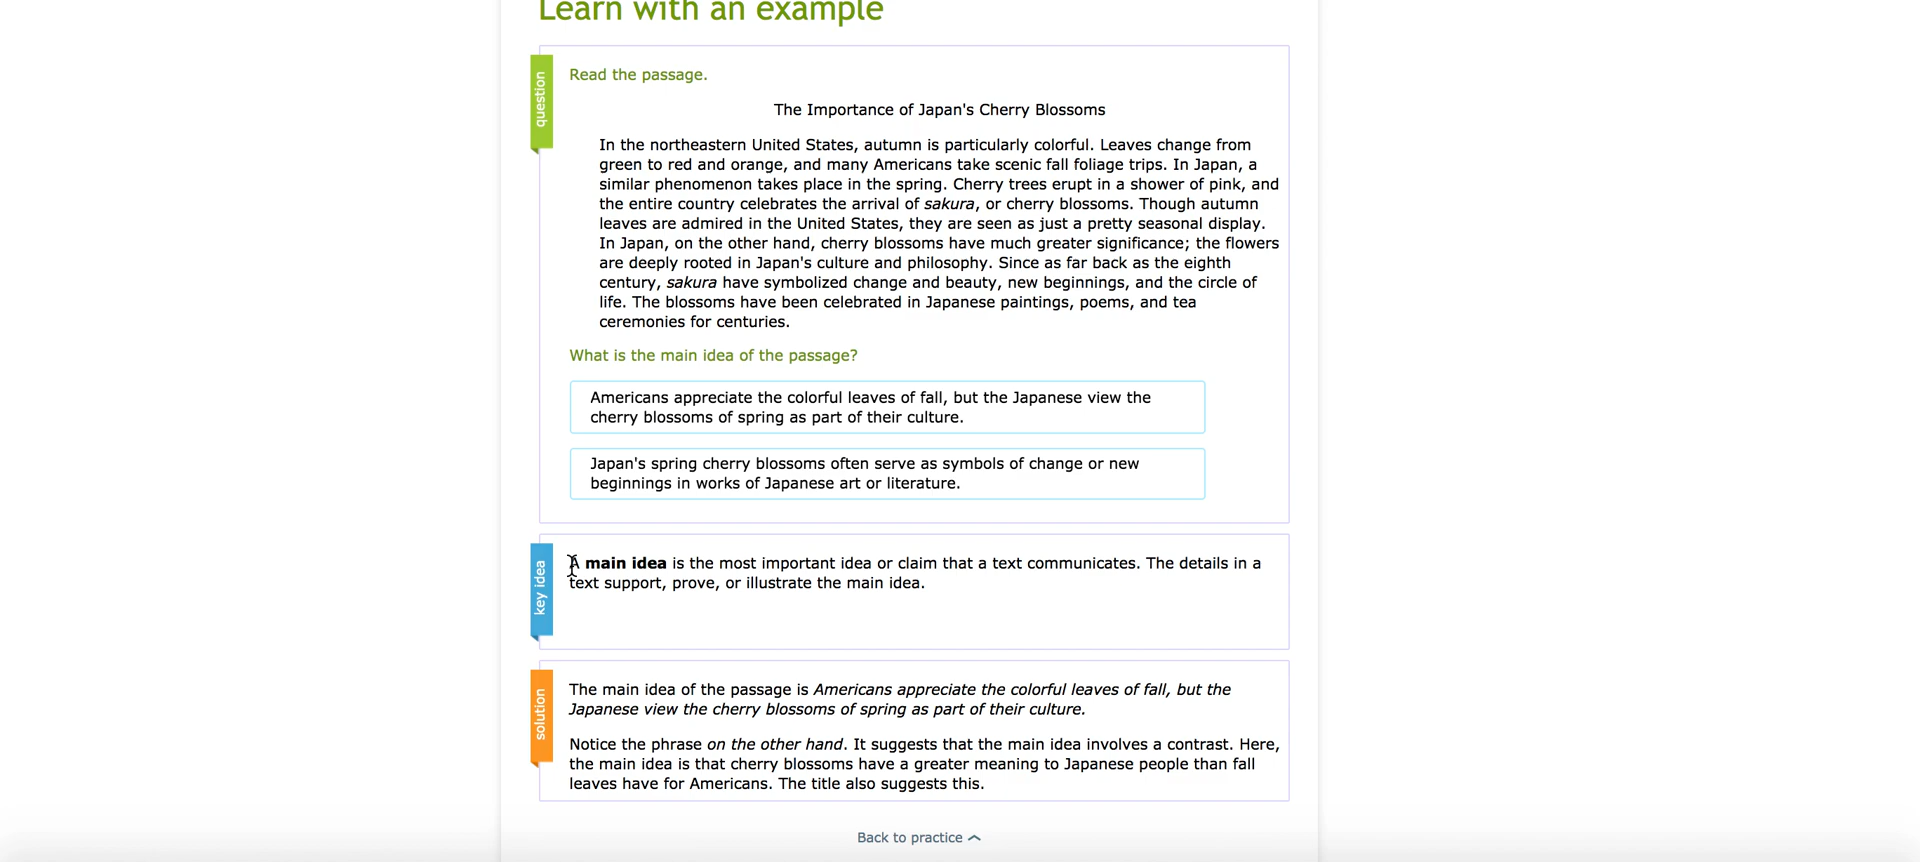 Learn with an example
question
Read the passage.
The Importance of Japan's Cherry Blossoms
In the northeastern United States, autumn is particularly colorful. Leaves change from
green to red and orange, and many Americans take scenic fall foliage trips. In Japan, a
similar phenomenon takes place in the spring. Cherry trees erupt in a shower of pink, and
the entire country celebrates the arrival of sakura, or cherry blossoms. Though autumn
leaves are admired in the United States, they are seen as just a pretty seasonal display.
In Japan, on the other hand, cherry blossoms have much greater significance; the flowers
are deeply rooted in Japan's culture and philosophy. Since as far back as the eighth
century, sakura have symbolized change and beauty, new beginnings, and the circle of
life. The blossoms have been celebrated in Japanese paintings, poems, and tea
ceremonies for centuries.
What is the main idea of the passage?
Americans appreciate the colorful leaves of fall, but the Japanese view the
cherry blossoms of spring as part of their culture.
Japan's spring cherry blossoms often serve as symbols of change or new
beginnings in works of Japanese art or literature.
key idea
A main idea is the most important idea or claim that a text communicates. The details in a
text support, prove, or illustrate the main idea.
solution
The main idea of the passage is Americans appreciate the colorful leaves of fall, but the
Japanese view the cherry blossoms of spring as part of their culture.
Notice the phrase on the other hand. It suggests that the main idea involves a contrast. Here,
the main idea is that cherry blossoms have a greater meaning to Japanese people than fall
leaves have for Americans. The title also suggests this.
Back to practice